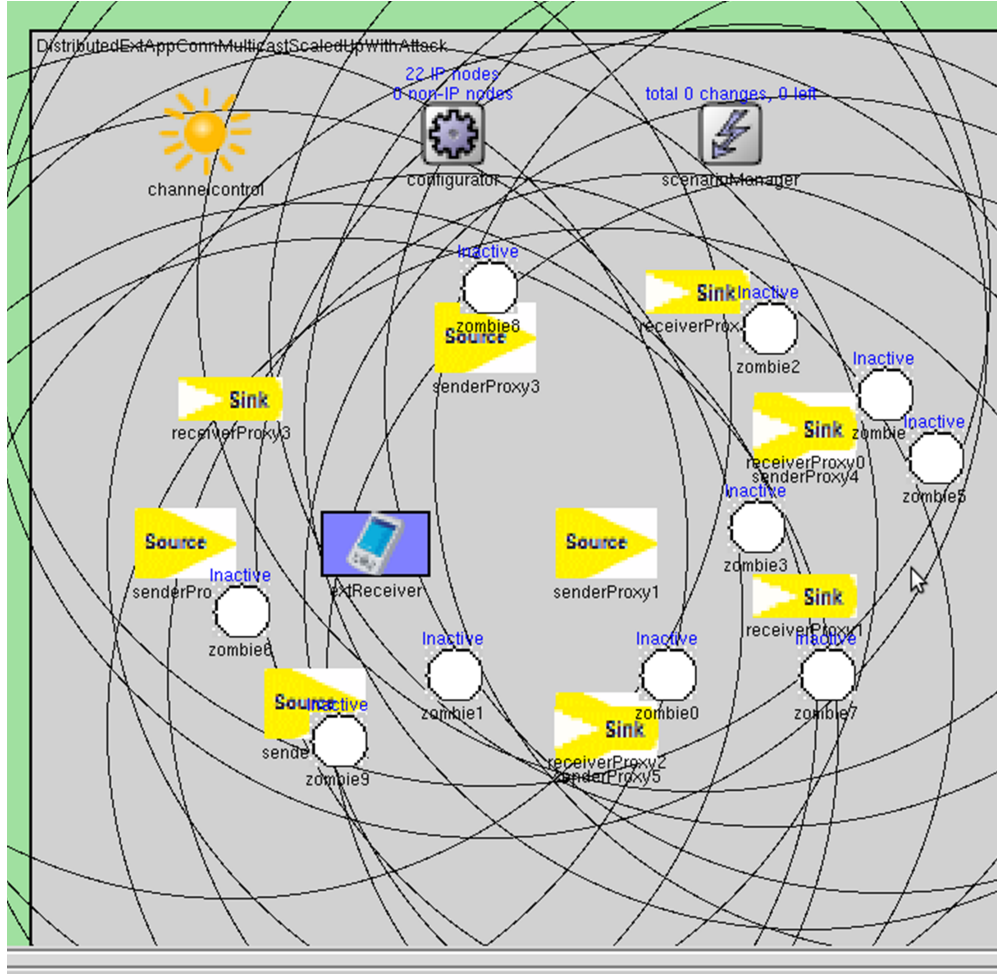 DistributedExtAppConnMulticastScaledUpWithAttack
22 IP nodes
0 non-IP nodes
total 0 changes, 0 left
channelcontrol
configurator
scenarioManager
Inactive
zombie8
Source
senderProxy3
Sink
receiverProx
Inactive
zombie2
Sink
receiverProxy3
Inactive
zombie
Sink
receiverProxy0
senderProxy4
Inactive
zombie5
Inactive
zombie3
Source
senderPro
extReceiver
Source
senderProxy1
Sink
receiverProxy1
Inactive
zombie6
Inactive
zombie1
Inactive
zombie0
Inactive
zombie7
Source
sende
Inactive
zombie9
Sink
receiverProxy2
senderProxy5